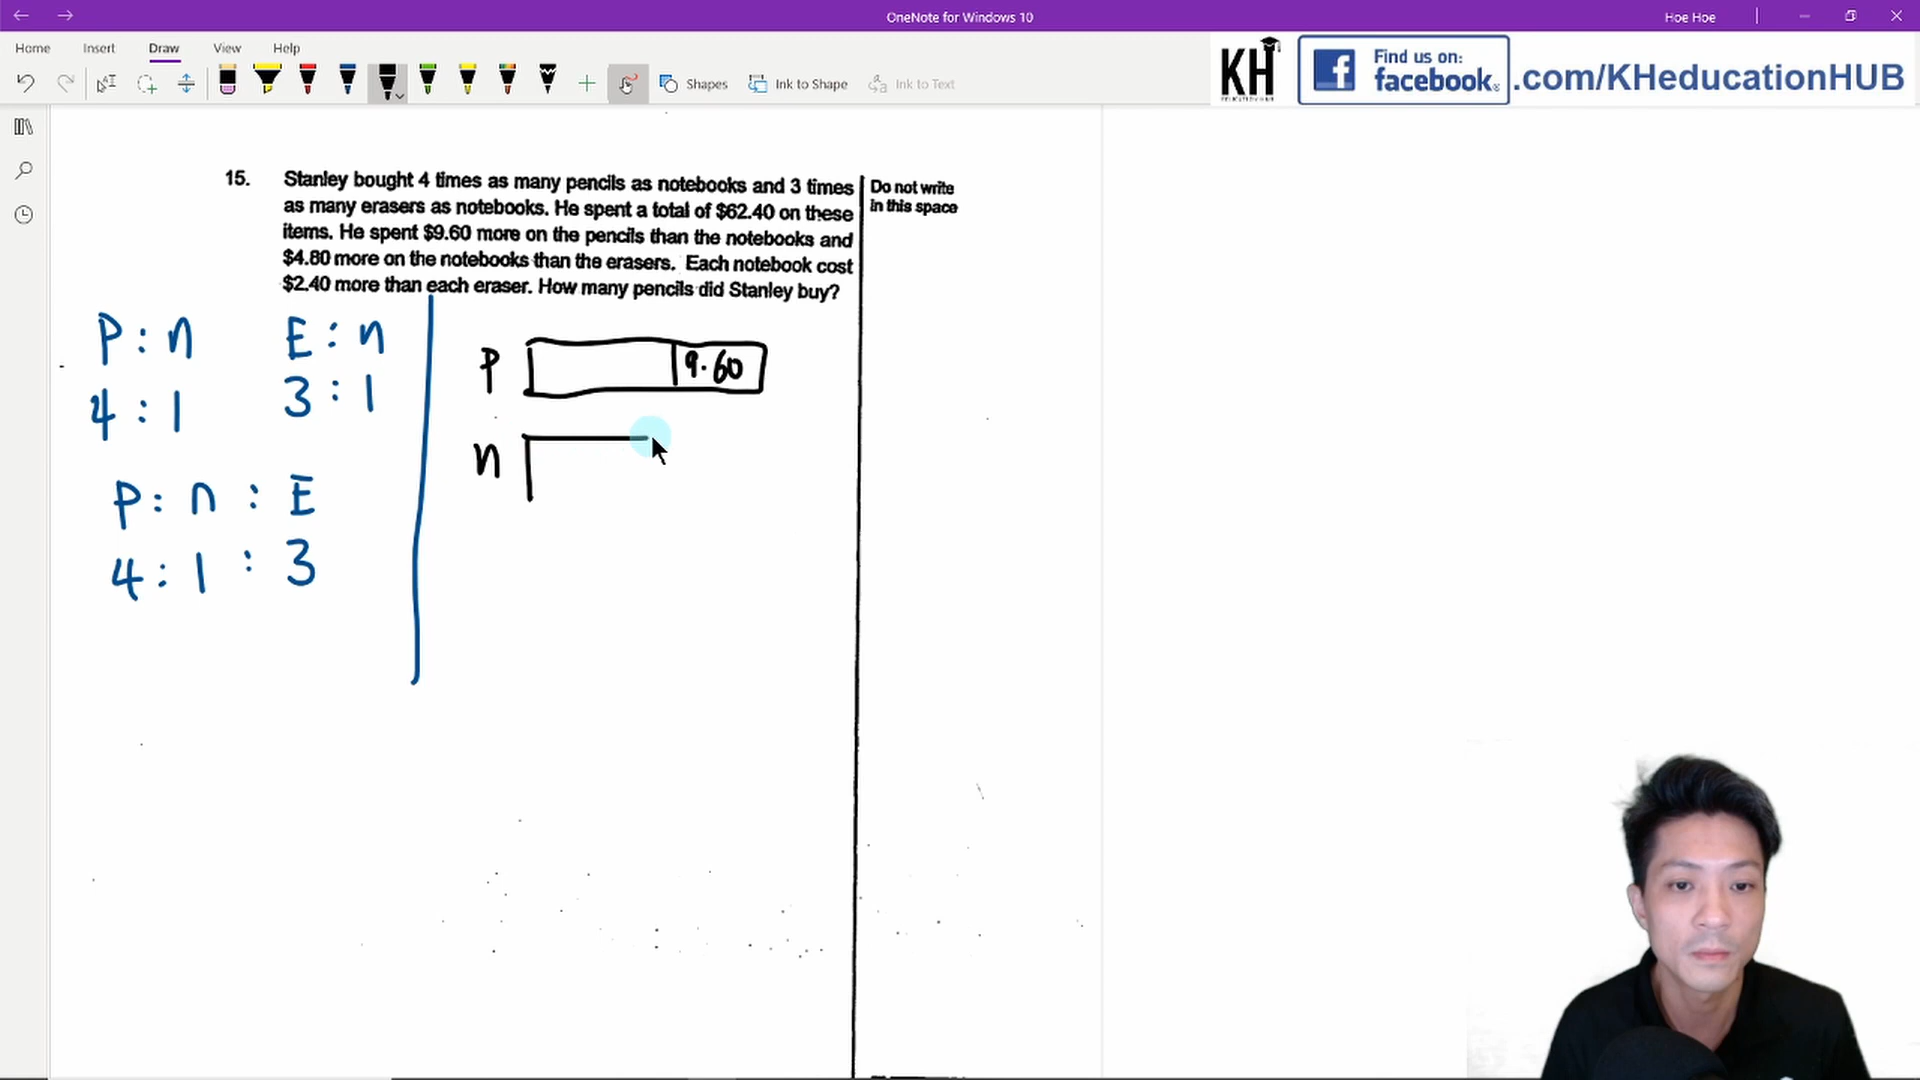 OneNote for Windows 10
Hoe Hoe
Home Insert Draw View Help
Shapes Ink to Shape Ink to Text
KH
Find us on:
facebook
.com/KHeducationHUB
15. Stanley bought 4 times as many pencils as notebooks and 3 times
as many erasers as notebooks. He spent a total of $62.40 on these
items. He spent $9.60 more on the pencils than the notebooks and
$4.80 more on the notebooks than the erasers. Each notebook cost
$2.40 more than each eraser. How many pencils did Stanley buy?
Do not write
in this space
P : n E : n
4 : 1 3 : 1
P : n : E
4 : 1 : 3
P 9.60
n